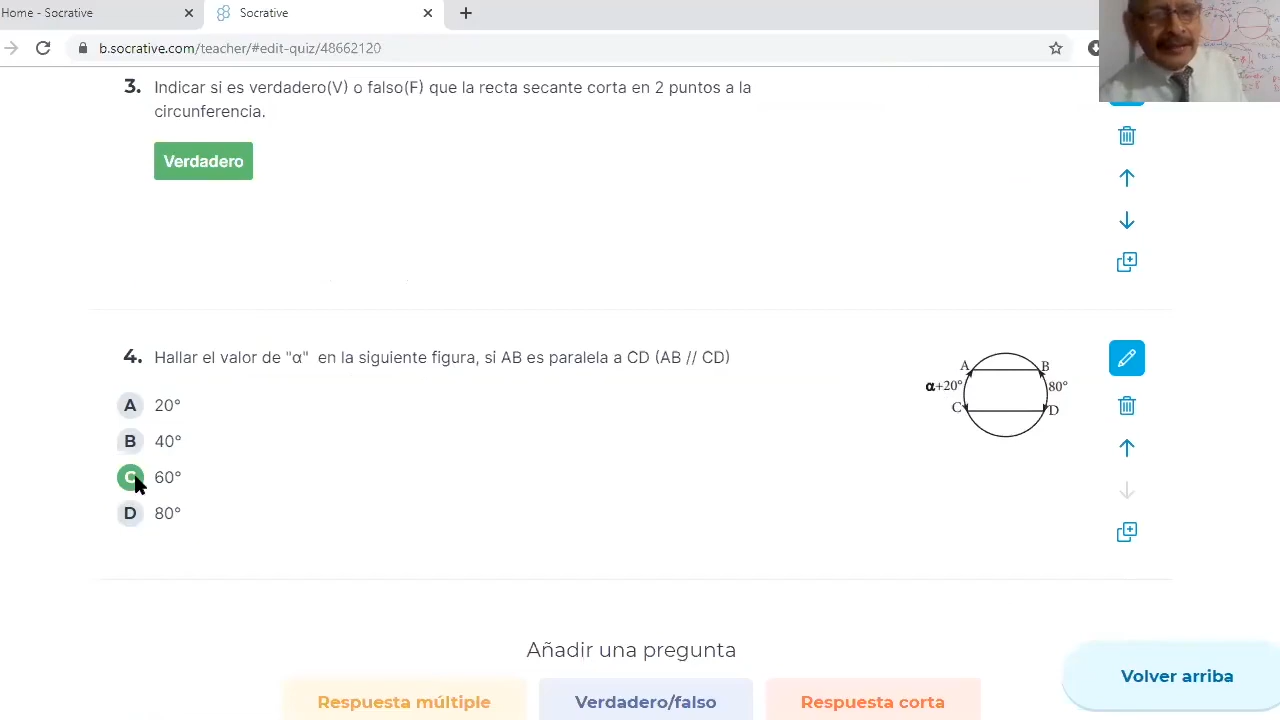 Home - Socrative
Socrative
b.socrative.com/teacher/#edit-quiz/48662120
3. Indicar si es verdadero(V) o falso(F) que la recta secante corta en 2 puntos a la
circunferencia.
Verdadero
4. Hallar el valor de "α" en la siguiente figura, si AB es paralela a CD (AB // CD)
A 20°
B 40°
C 60°
D 80°
A
B
α+20°
80°
C
D
Añadir una pregunta
Respuesta múltiple
Verdadero/falso
Respuesta corta
Volver arriba